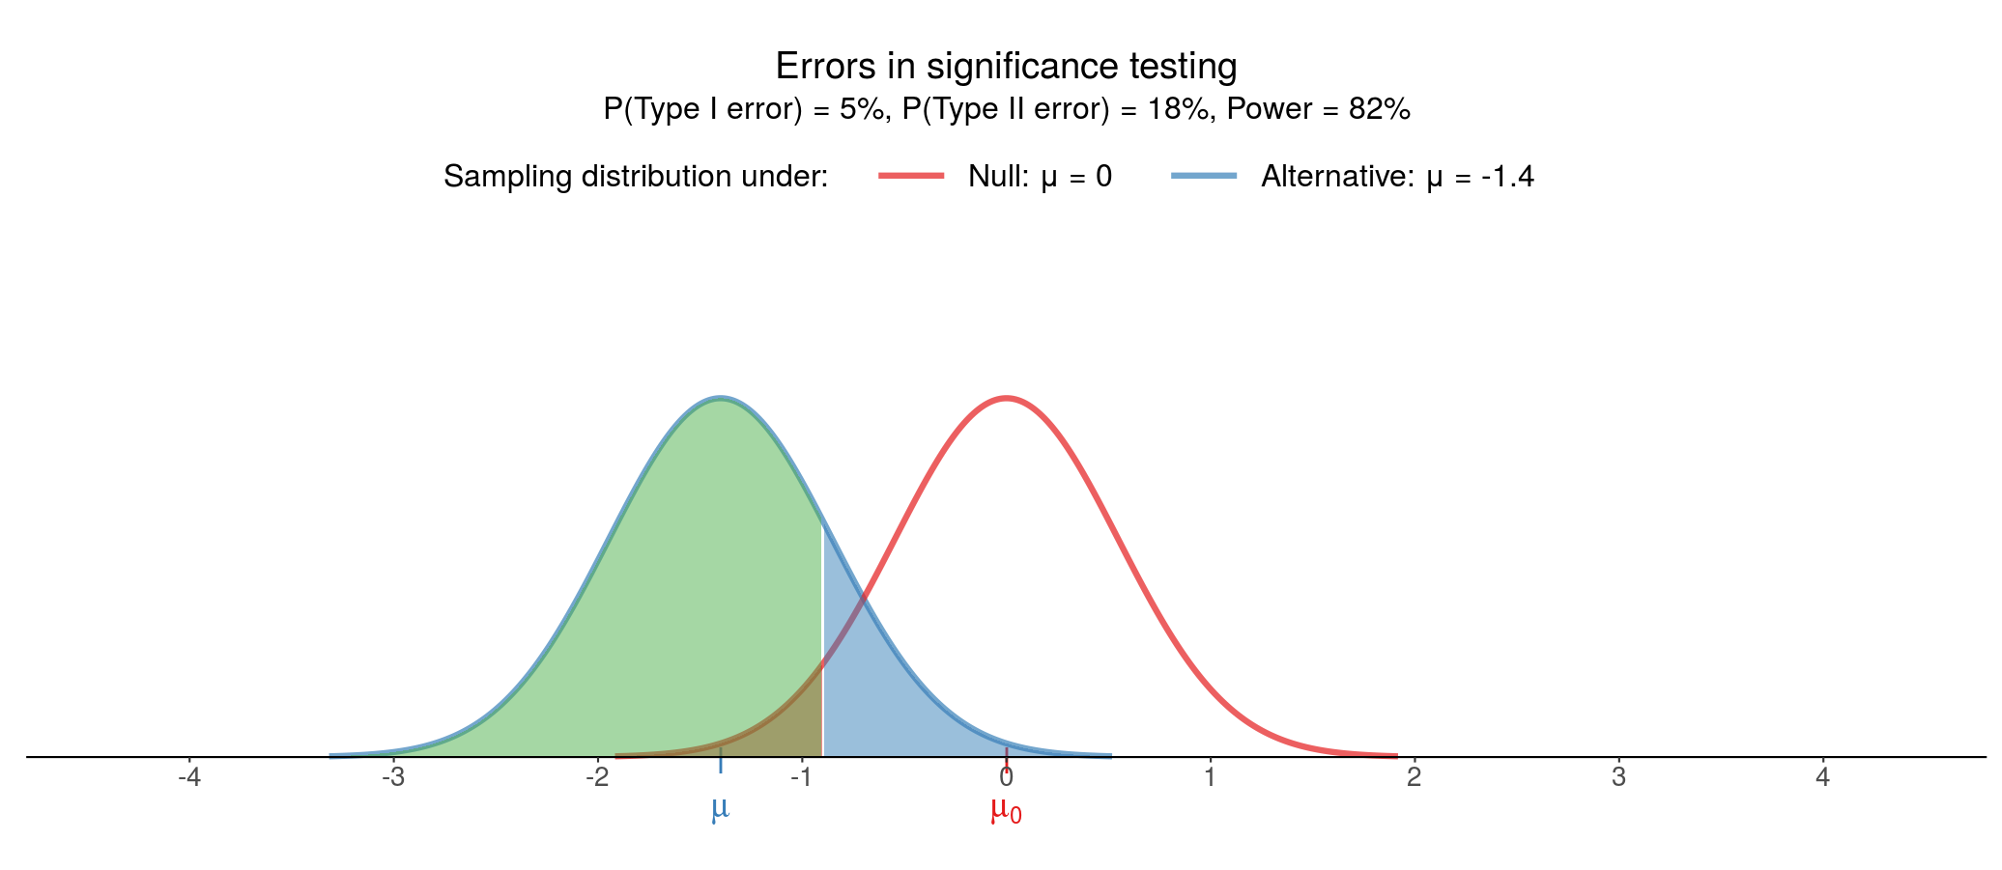 Errors in significance testing
P(Type I error) = 5%, P(Type II error) = 18%, Power = 82%
Sampling distribution under: Null: μ = 0 Alternative: μ = -1.4
-4 -3 -2 -1 0 1 2 3 4
μ μ₀